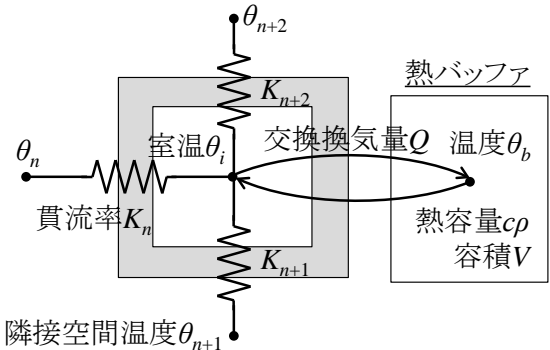 θn+2
熱バッファ
Kn+2
室温θi
交換換気量Q
温度θb
θn
貫流率Kn
熱容量cρ
容積V
Kn+1
隣接空間温度θn+1